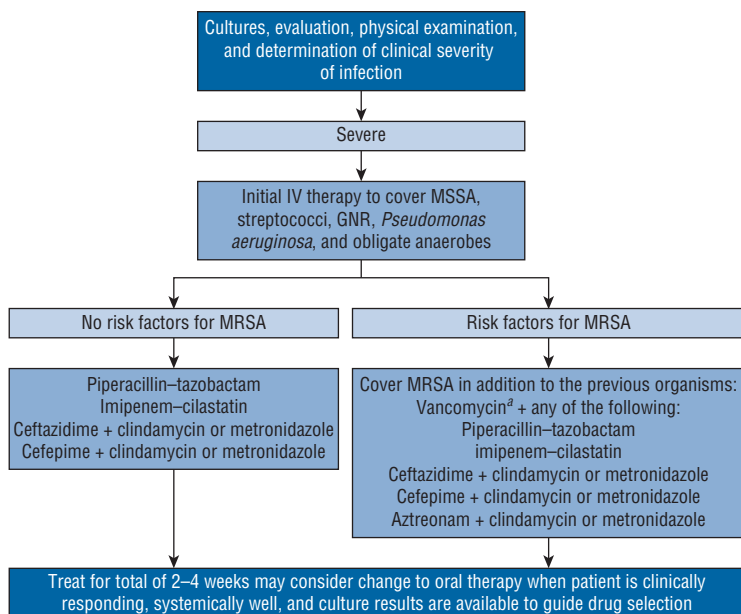 Cultures, evaluation, physical examination,
and determination of clinical severity
of infection
Severe
Initial IV therapy to cover MSSA,
streptococci, GNR, Pseudomonas
aeruginosa, and obligate anaerobes
No risk factors for MRSA
Piperacillin–tazobactam
Imipenem–cilastatin
Ceftazidime + clindamycin or metronidazole
Cefepime + clindamycin or metronidazole
Risk factors for MRSA
Cover MRSA in addition to the previous organisms:
Vancomycinᵃ + any of the following:
Piperacillin–tazobactam
imipenem–cilastatin
Ceftazidime + clindamycin or metronidazole
Cefepime + clindamycin or metronidazole
Aztreonam + clindamycin or metronidazole
Treat for total of 2–4 weeks may consider change to oral therapy when patient is clinically
responding, systemically well, and culture results are available to guide drug selection